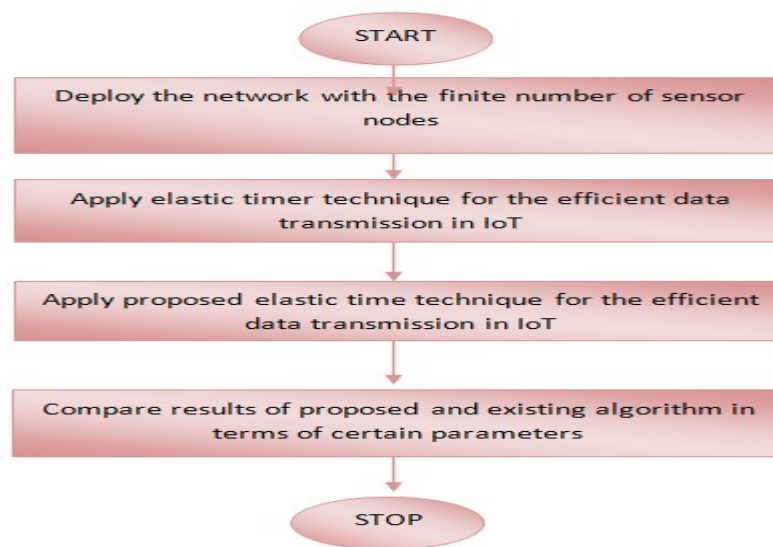 START
Deploy the network with the finite number of sensor
nodes
Apply elastic timer technique for the efficient data
transmission in IoT
Apply proposed elastic time technique for the efficient
data transmission in IoT
Compare results of proposed and existing algorithm in
terms of certain parameters
STOP